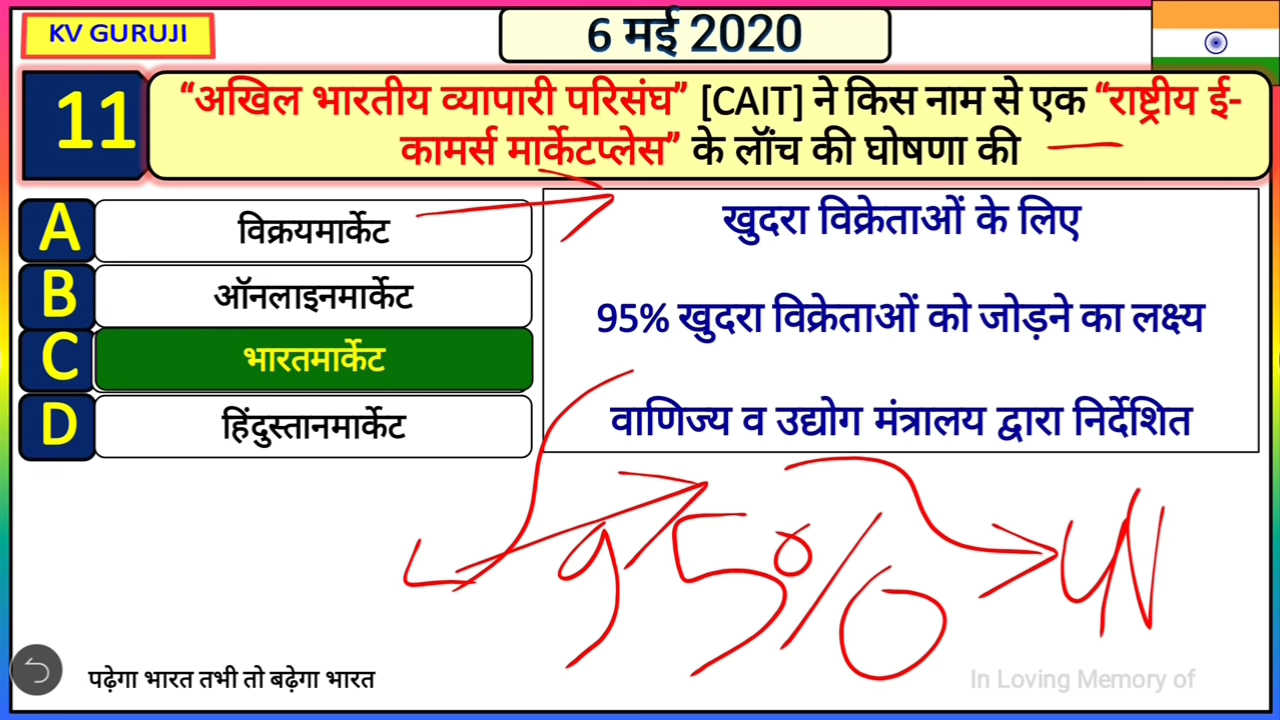 KV GURUJI
6 मई 2020
11
“अखिल भारतीय व्यापारी परिसंघ” [CAIT] ने किस नाम से एक “राष्ट्रीय ई-
कामर्स मार्केटप्लेस” के लॉंच की घोषणा की
A विक्रयमार्केट
B ऑनलाइनमार्केट
C भारतमार्केट
D हिंदुस्तानमार्केट
खुदरा विक्रेताओं के लिए
95% खुदरा विक्रेताओं को जोड़ने का लक्ष्य
वाणिज्य व उद्योग मंत्रालय द्वारा निर्देशित
95%
पढ़ेगा भारत तभी तो बढ़ेगा भारत
In Loving Memory of